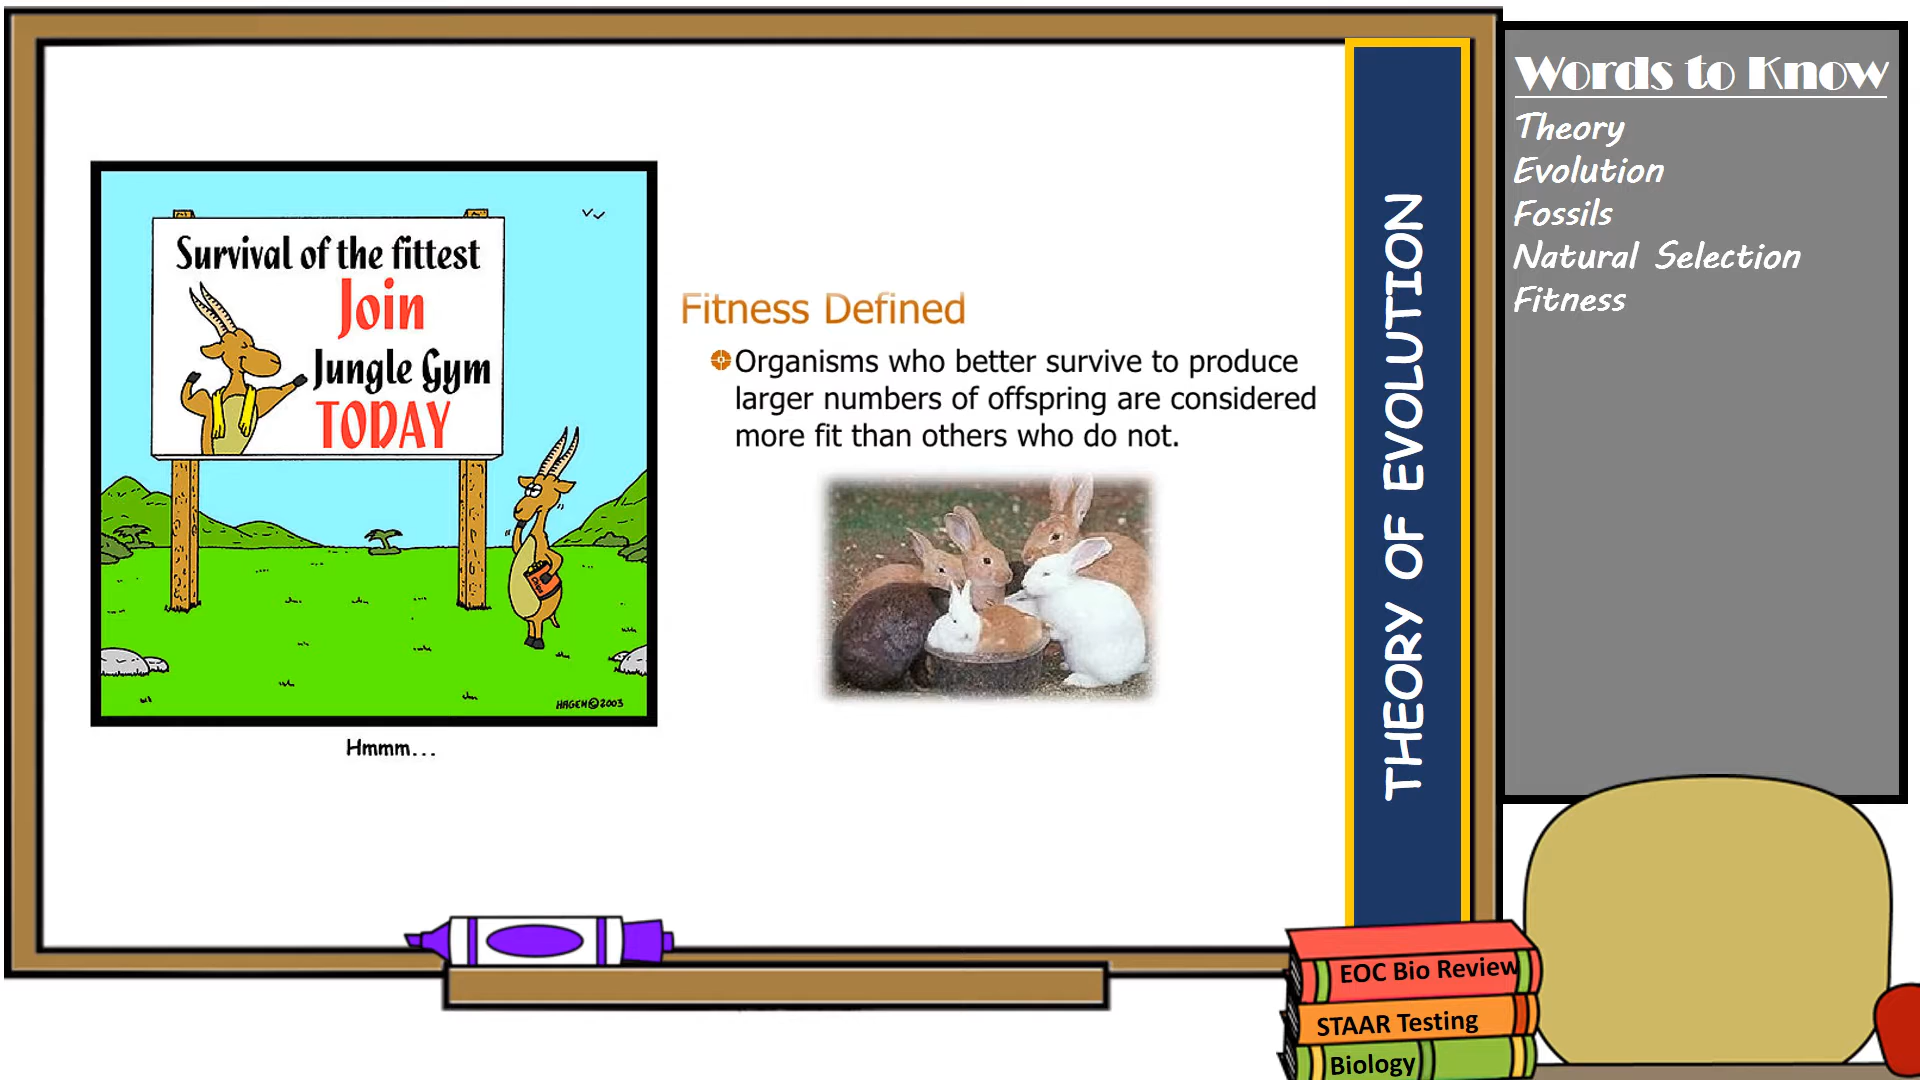 Survival of the fittest
Join
Jungle Gym
TODAY
HAGEN©2003
Hmmm...
Fitness Defined
Organisms who better survive to produce
larger numbers of offspring are considered
more fit than others who do not.
THEORY OF EVOLUTION
Words to Know
Theory
Evolution
Fossils
Natural Selection
Fitness
EOC Bio Review
STAAR Testing
Biology